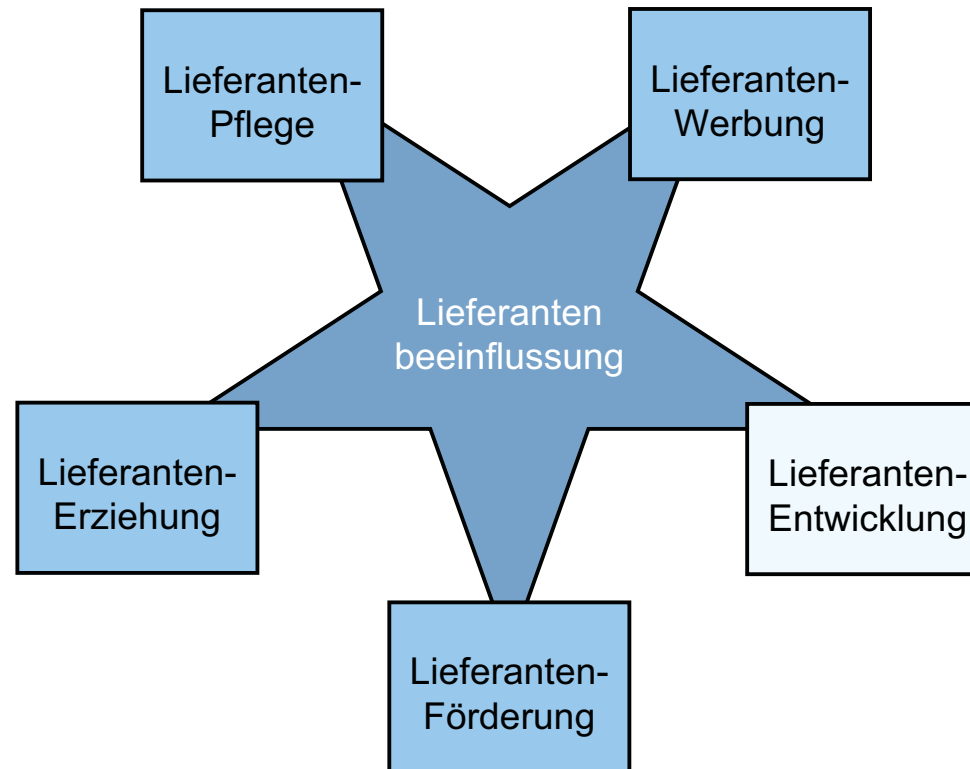 Lieferanten-
Pflege
Lieferanten-
Werbung
Lieferanten
beeinflussung
Lieferanten-
Erziehung
Lieferanten-
Entwicklung
Lieferanten-
Förderung